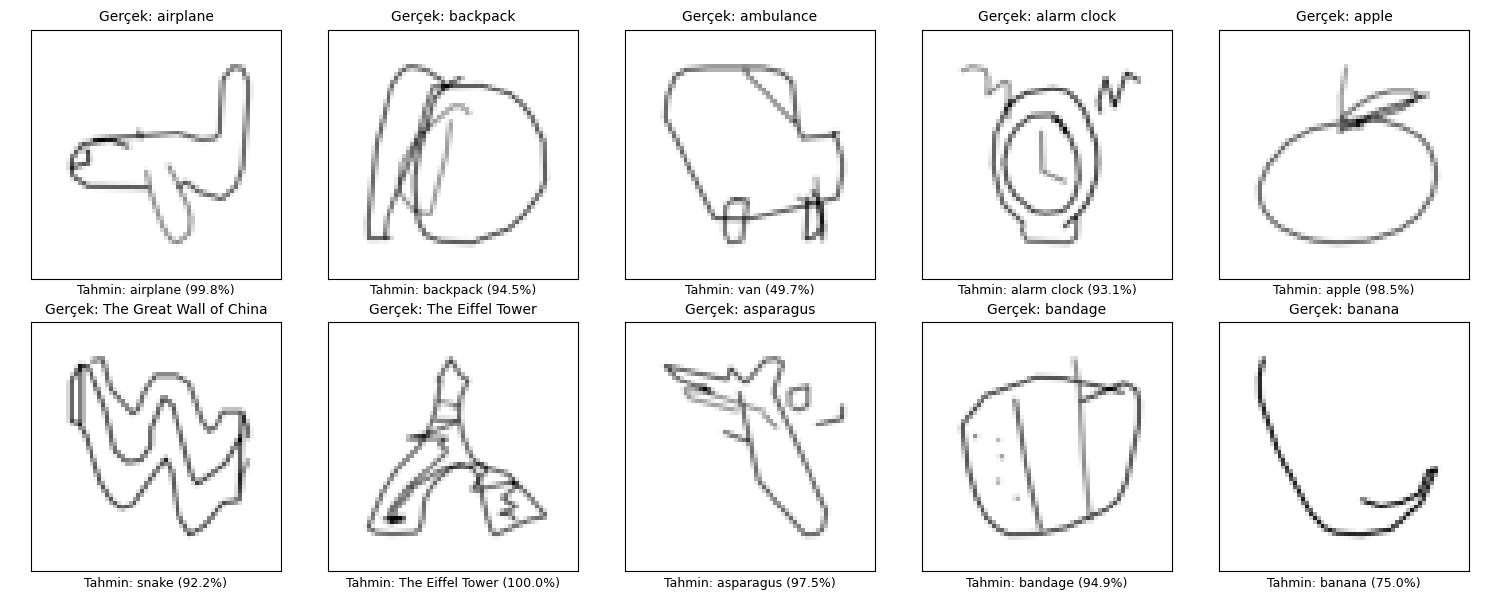 Gerçek: airplane
Gerçek: backpack
Gerçek: ambulance
Gerçek: alarm clock
Gerçek: apple
Tahmin: airplane (99.8%)
Tahmin: backpack (94.5%)
Tahmin: van (49.7%)
Tahmin: alarm clock (93.1%)
Tahmin: apple (98.5%)
Gerçek: The Great Wall of China
Gerçek: The Eiffel Tower
Gerçek: asparagus
Gerçek: bandage
Gerçek: banana
Tahmin: snake (92.2%)
Tahmin: The Eiffel Tower (100.0%)
Tahmin: asparagus (97.5%)
Tahmin: bandage (94.9%)
Tahmin: banana (75.0%)